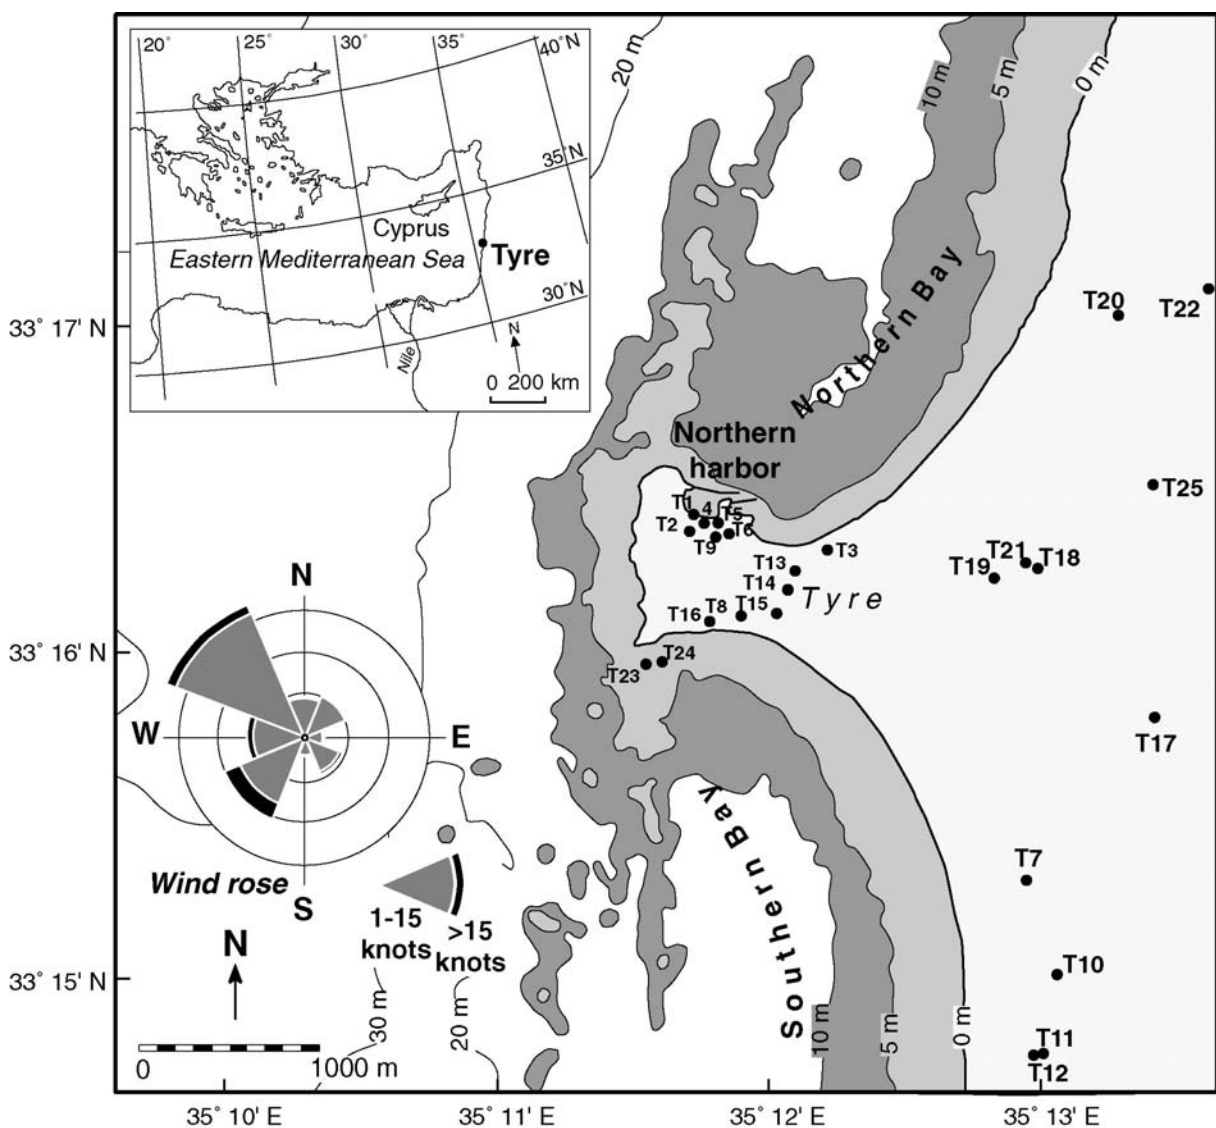 20°
25°
30°
35°
40°N
35°N
30°N
Cyprus
Eastern Mediterranean Sea
Tyre
Nile
N
0 200 km
20 m
10 m
5 m
0 m
Northern Bay
T20
T22
33° 17' N
Northern
harbor
T25
T1
4
T5
T2
T6
T9
T3
T13
T21
T18
T19
T14
Tyre
T16
T8
T15
33° 16' N
T24
T23
N
W
E
S
T17
Wind rose
1-15
knots
>15
knots
Southern Bay
T7
N
T10
33° 15' N
30 m
20 m
10 m
5 m
0 m
T11
T12
0
1000 m
35° 10' E
35° 11' E
35° 12' E
35° 13' E